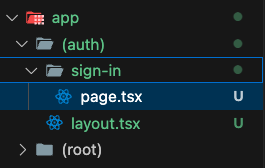 app
(auth)
sign-in
page.tsx U
layout.tsx U
(root)